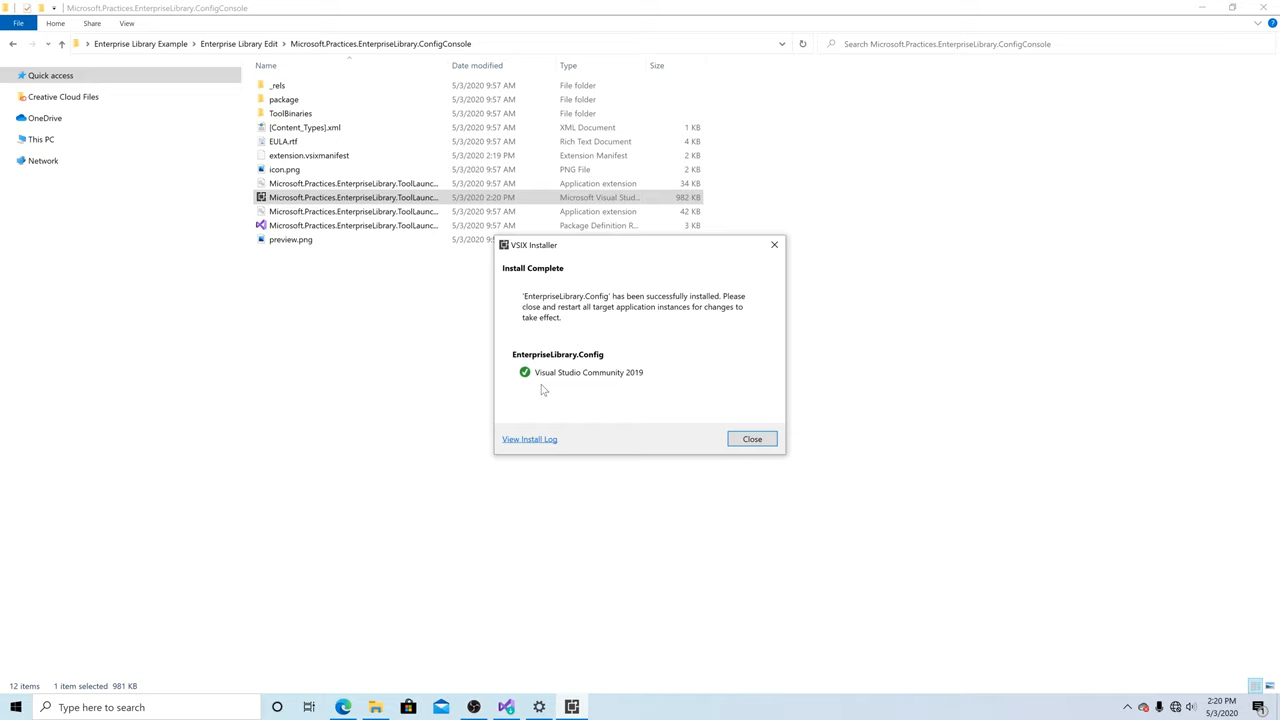 Microsoft.Practices.EnterpriseLibrary.ConfigConsole
File Home Share View
Enterprise Library Example Enterprise Library Edit Microsoft.Practices.EnterpriseLibrary.ConfigConsole Search Microsoft.Practices.EnterpriseLibrary.ConfigConsole
Name Date modified Type Size
Quick access
Creative Cloud Files
OneDrive
This PC
Network
_rels 5/3/2020 9:57 AM File folder
package 5/3/2020 9:57 AM File folder
ToolBinaries 5/3/2020 9:57 AM File folder
[Content_Types].xml 5/3/2020 9:57 AM XML Document 1 KB
EULA.rtf 5/3/2020 9:57 AM Rich Text Document 4 KB
extension.vsixmanifest 5/3/2020 2:19 PM Extension Manifest 2 KB
icon.png 5/3/2020 9:57 AM PNG File 2 KB
Microsoft.Practices.EnterpriseLibrary.ToolLaunc... 5/3/2020 9:57 AM Application extension 34 KB
Microsoft.Practices.EnterpriseLibrary.ToolLaunc... 5/3/2020 2:20 PM Microsoft Visual Stud... 982 KB
Microsoft.Practices.EnterpriseLibrary.ToolLaunc... 5/3/2020 9:57 AM Application extension 42 KB
Microsoft.Practices.EnterpriseLibrary.ToolLaunc... 5/3/2020 9:57 AM Package Definition R... 3 KB
preview.png 5/3/2020 9:5
VSIX Installer
Install Complete
'EnterpriseLibrary.Config' has been successfully installed. Please
close and restart all target application instances for changes to
take effect.
EnterpriseLibrary.Config
Visual Studio Community 2019
View Install Log Close
12 items 1 item selected 981 KB
Type here to search
2:20 PM
5/3/2020